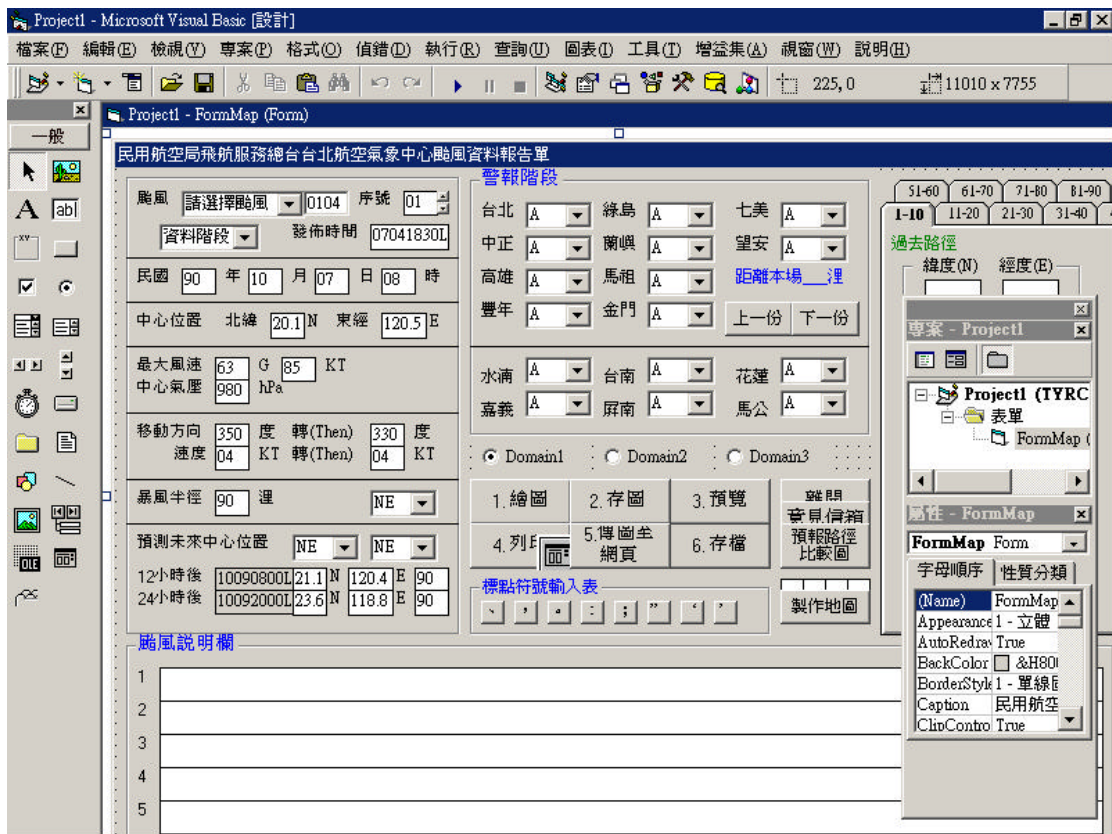 Project1 - Microsoft Visual Basic [設計]
檔案(F) 編輯(E) 檢視(V) 專案(P) 格式(O) 偵錯(D) 執行(R) 查詢(U) 圖表(I) 工具(T) 增益集(A) 視窗(W) 說明(H)
225, 0 11010 x 7755
一般
Project1 - FormMap (Form)
民用航空局飛航服務總台台北航空氣象中心颱風資料報告單
颱風 請選擇颱風 0104 序號 01
資料階段 發佈時間 07041830L
民國 90 年 10 月 07 日 08 時
中心位置 北緯 20.1 N 東經 120.5 E
最大風速 63 G 85 KT
中心氣壓 980 hPa
移動方向 350 度 轉(Then) 330 度
速度 04 KT 轉(Then) 04 KT
暴風半徑 90 浬 NE
預測未來中心位置 NE NE
12小時後 10090800L 21.1 N 120.4 E 90
24小時後 10092000L 23.6 N 118.8 E 90
警報階段
台北 A 綠島 A 七美 A
中正 A 蘭嶼 A 望安 A
高雄 A 馬祖 A 距離本場___浬
豐年 A 金門 A 上一份 下一份
水湳 A 台南 A 花蓮 A
嘉義 A 屏南 A 馬公 A
Domain1 Domain2 Domain3
1.繪圖 2.存圖 3.預覽 離開
意見信箱
4.列 5.傳圖至網頁 6.存檔 預報路徑比較圖
標點符號輸入表
、 , 。 : ; ” ‘ ’
製作地圖
51-60 61-70 71-80 81-90
1-10 11-20 21-30 31-40
過去路徑
緯度(N) 經度(E)
專案 - Project1
Project1 (TYRC
表單
FormMap (
屬性 - FormMap
FormMap Form
字母順序 性質分類
(Name) FormMap
Appearance 1 - 立體
AutoRedra True
BackColor &H80
BorderStyle 1 - 單線
Caption 民用航空
ClipContro True
颱風說明欄
1
2
3
4
5